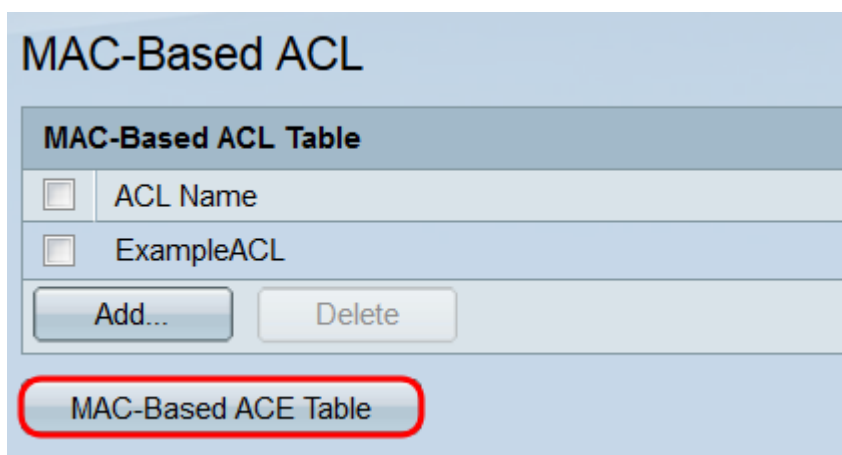 MAC-Based ACL
MAC-Based ACL Table
ACL Name
ExampleACL
Add... Delete
MAC-Based ACE Table